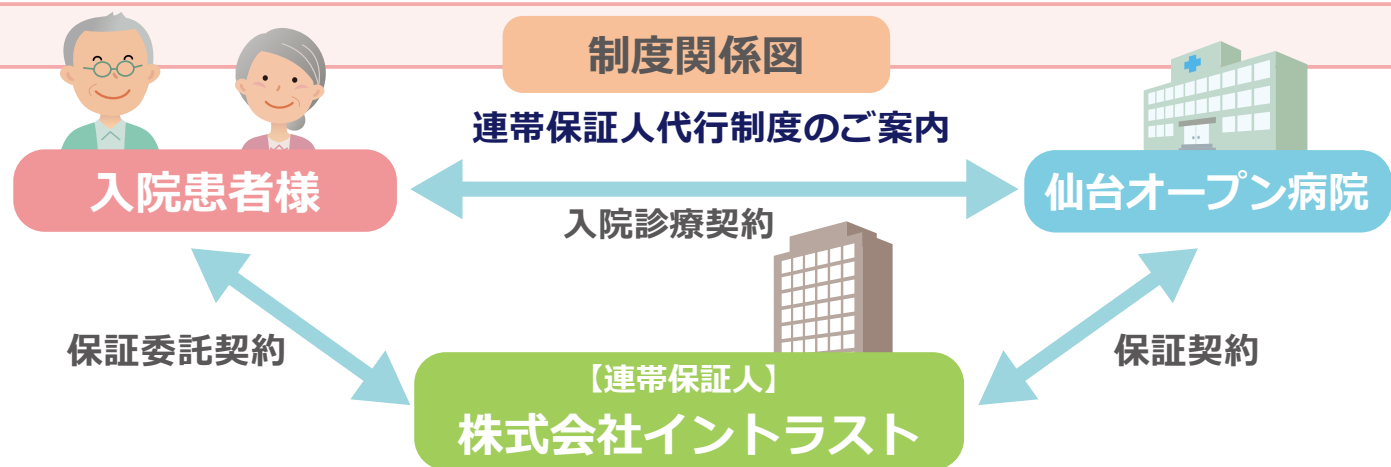 制度関係図
連帯保証人代行制度のご案内
入院患者様
仙台オープン病院
入院診療契約
保証委託契約
保証契約
【連帯保証人】
株式会社イントラスト